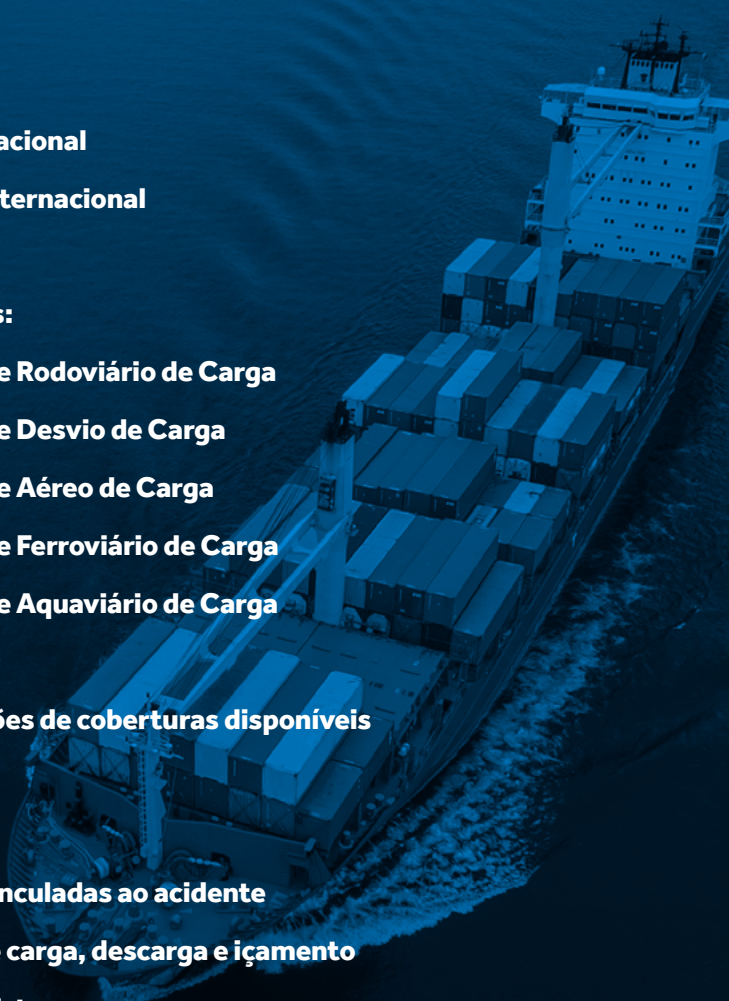 acional
ternacional
s:
e Rodoviário de Carga
e Desvio de Carga
e Aéreo de Carga
e Ferroviário de Carga
e Aquaviário de Carga
ões de coberturas disponíveis
nculadas ao acidente
carga, descarga e içamento